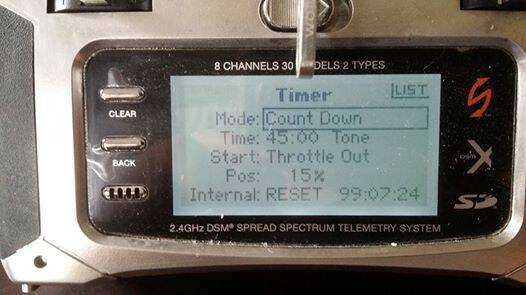 8 CHANNELS 30 MODELS 2 TYPES
Timer
LIST
Mode: Count Down
Time: 45:00 Tone
Start: Throttle Out
Pos: 15%
Internal: RESET 99:07:24
CLEAR
BACK
DSM X
SD
2.4GHz DSM® SPREAD SPECTRUM TELEMETRY SYSTEM